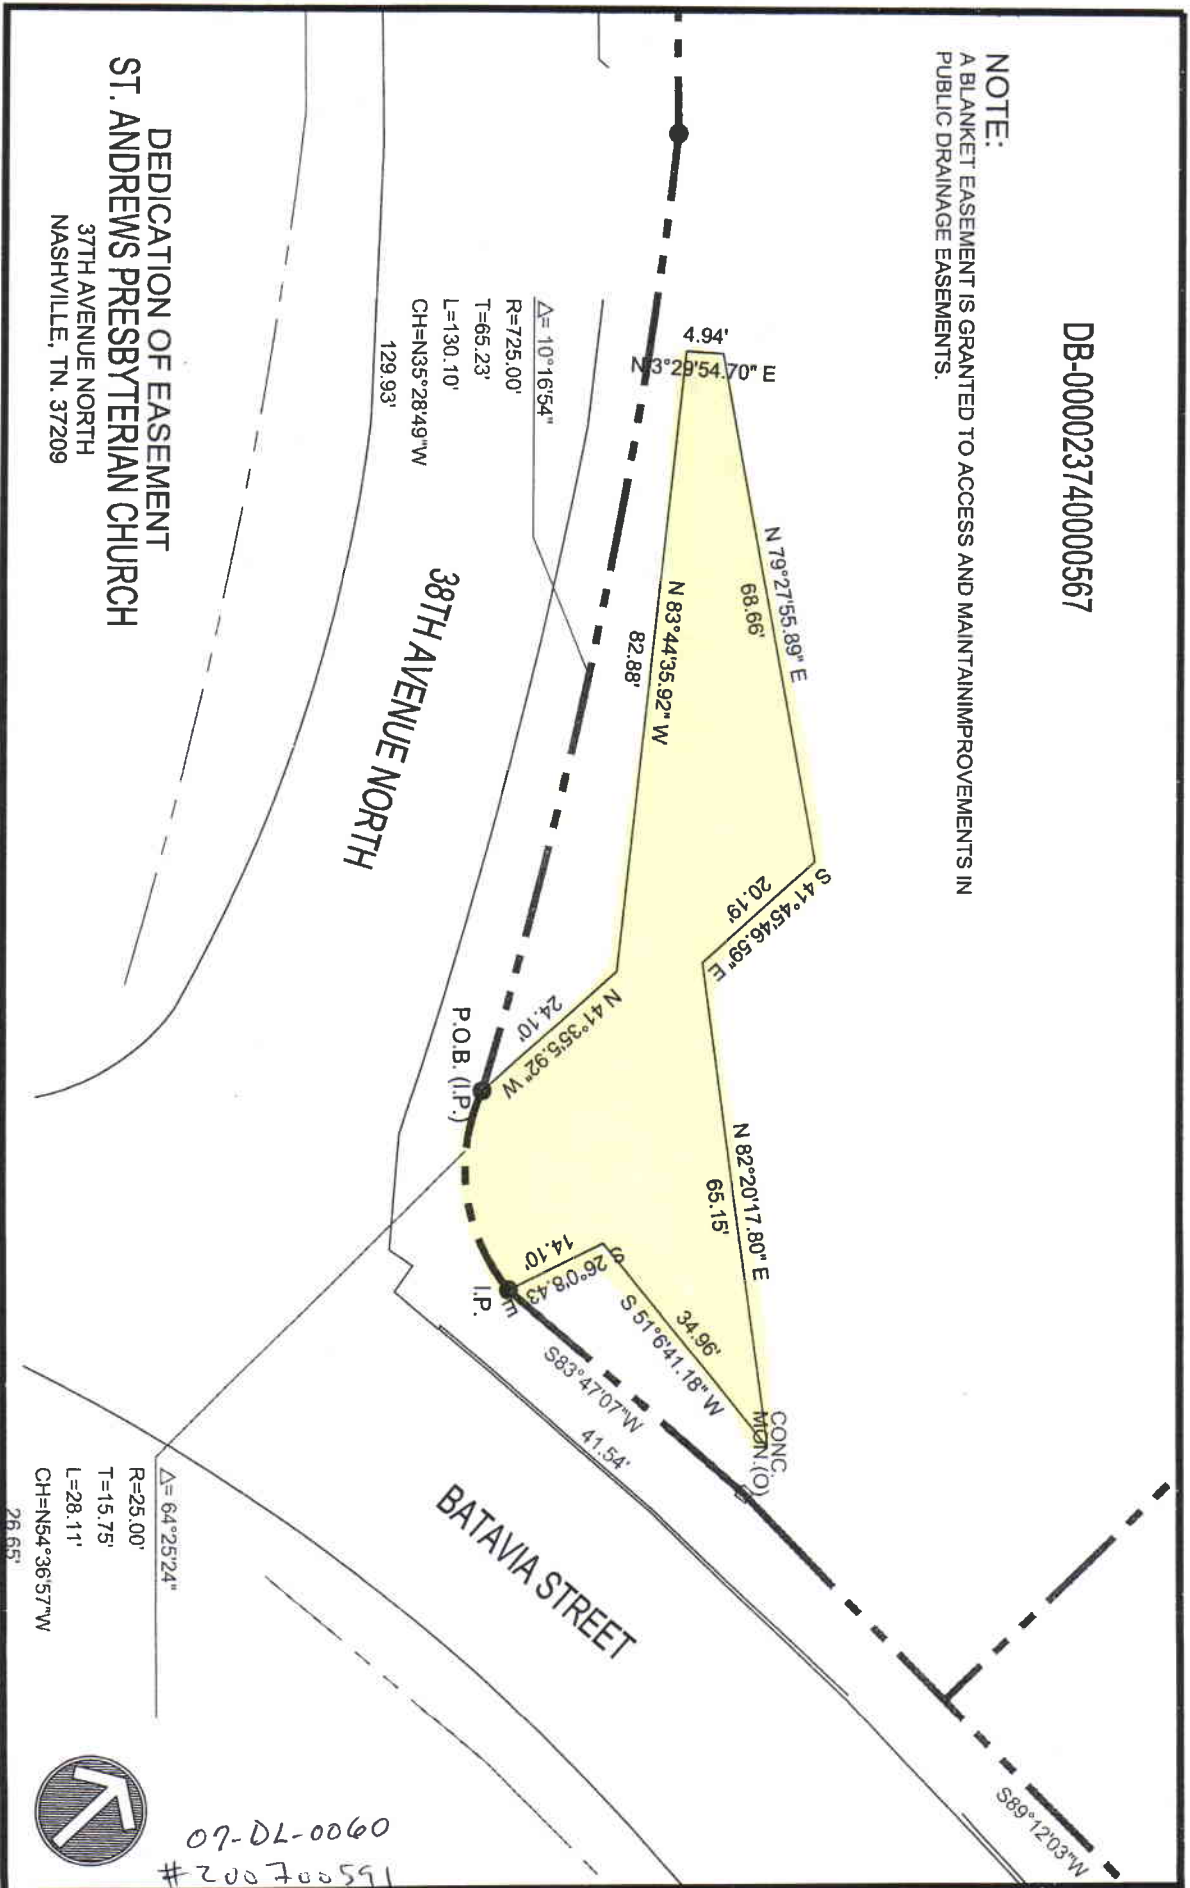 DB-00002374000567
NOTE:
A BLANKET EASEMENT IS GRANTED TO ACCESS AND MAINTAINIMPROVEMENTS IN
PUBLIC DRAINAGE EASEMENTS.
4.94'
N 3°29'54.70" E
N 79°27'55.89" E
68.66'
S 41°45'46.59" E
20.19'
N 83°44'35.92" W
82.88'
N 82°20'17.80" E
65.15'
N 41°35'5.92" W
24.10'
P.O.B. (I.P.)
S 26°0'8.43" E
14.10'
I.P.
34.96'
S 51°6'41.18" W
CONC.
MON.(O)
S83°47'07"W
41.54'
S89°12'03"W
Δ= 10°16'54"
R=725.00'
T=65.23'
L=130.10'
CH=N35°28'49"W
129.93'
38TH AVENUE NORTH
BATAVIA STREET
Δ= 64°25'24"
R=25.00'
T=15.75'
L=28.11'
CH=N54°36'57"W
26.65'
DEDICATION OF EASEMENT
ST. ANDREWS PRESBYTERIAN CHURCH
37TH AVENUE NORTH
NASHVILLE, TN. 37209
07-DL-0060
#200700591